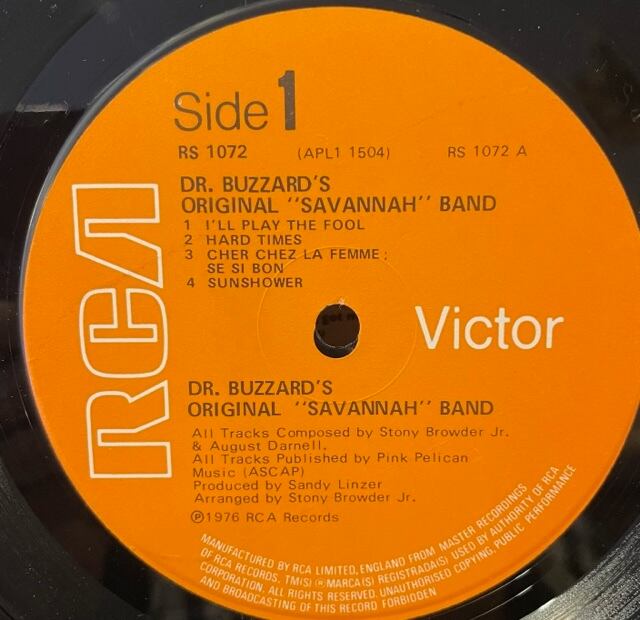 Side 1
RS 1072 (APL1 1504) RS 1072 A
DR. BUZZARD'S
ORIGINAL "SAVANNAH" BAND
1 I'LL PLAY THE FOOL
2 HARD TIMES
3 CHER CHEZ LA FEMME;
SE SI BON
4 SUNSHOWER
RCA
Victor
DR. BUZZARD'S
ORIGINAL "SAVANNAH" BAND
All Tracks Composed by Stony Browder Jr.
& August Darnell.
All Tracks Published by Pink Pelican
Music (ASCAP)
Produced by Sandy Linzer
Arranged by Stony Browder Jr.
℗1976 RCA Records
MANUFACTURED BY RCA LIMITED, ENGLAND FROM MASTER RECORDINGS
OF RCA RECORDS. TM(S) ® MARCA(S) REGISTRADA(S) USED BY AUTHORITY OF RCA
CORPORATION. ALL RIGHTS RESERVED. UNAUTHORISED COPYING, PUBLIC PERFORMANCE
AND BROADCASTING OF THIS RECORD FORBIDDEN